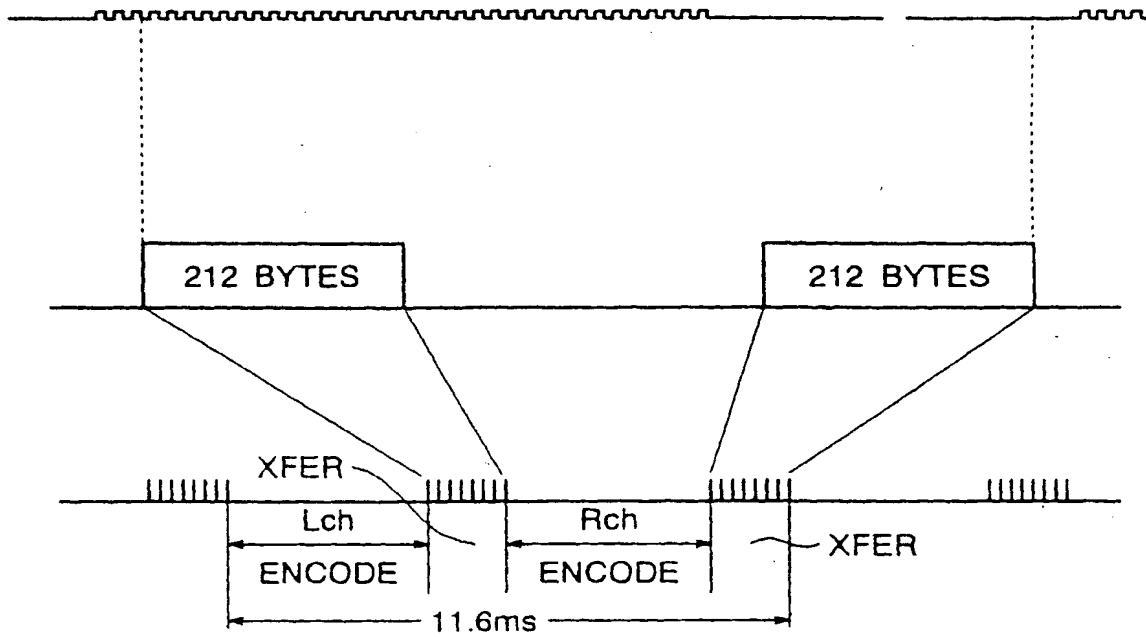 212 BYTES
212 BYTES
XFER
Lch
Rch
XFER
ENCODE
ENCODE
11.6ms